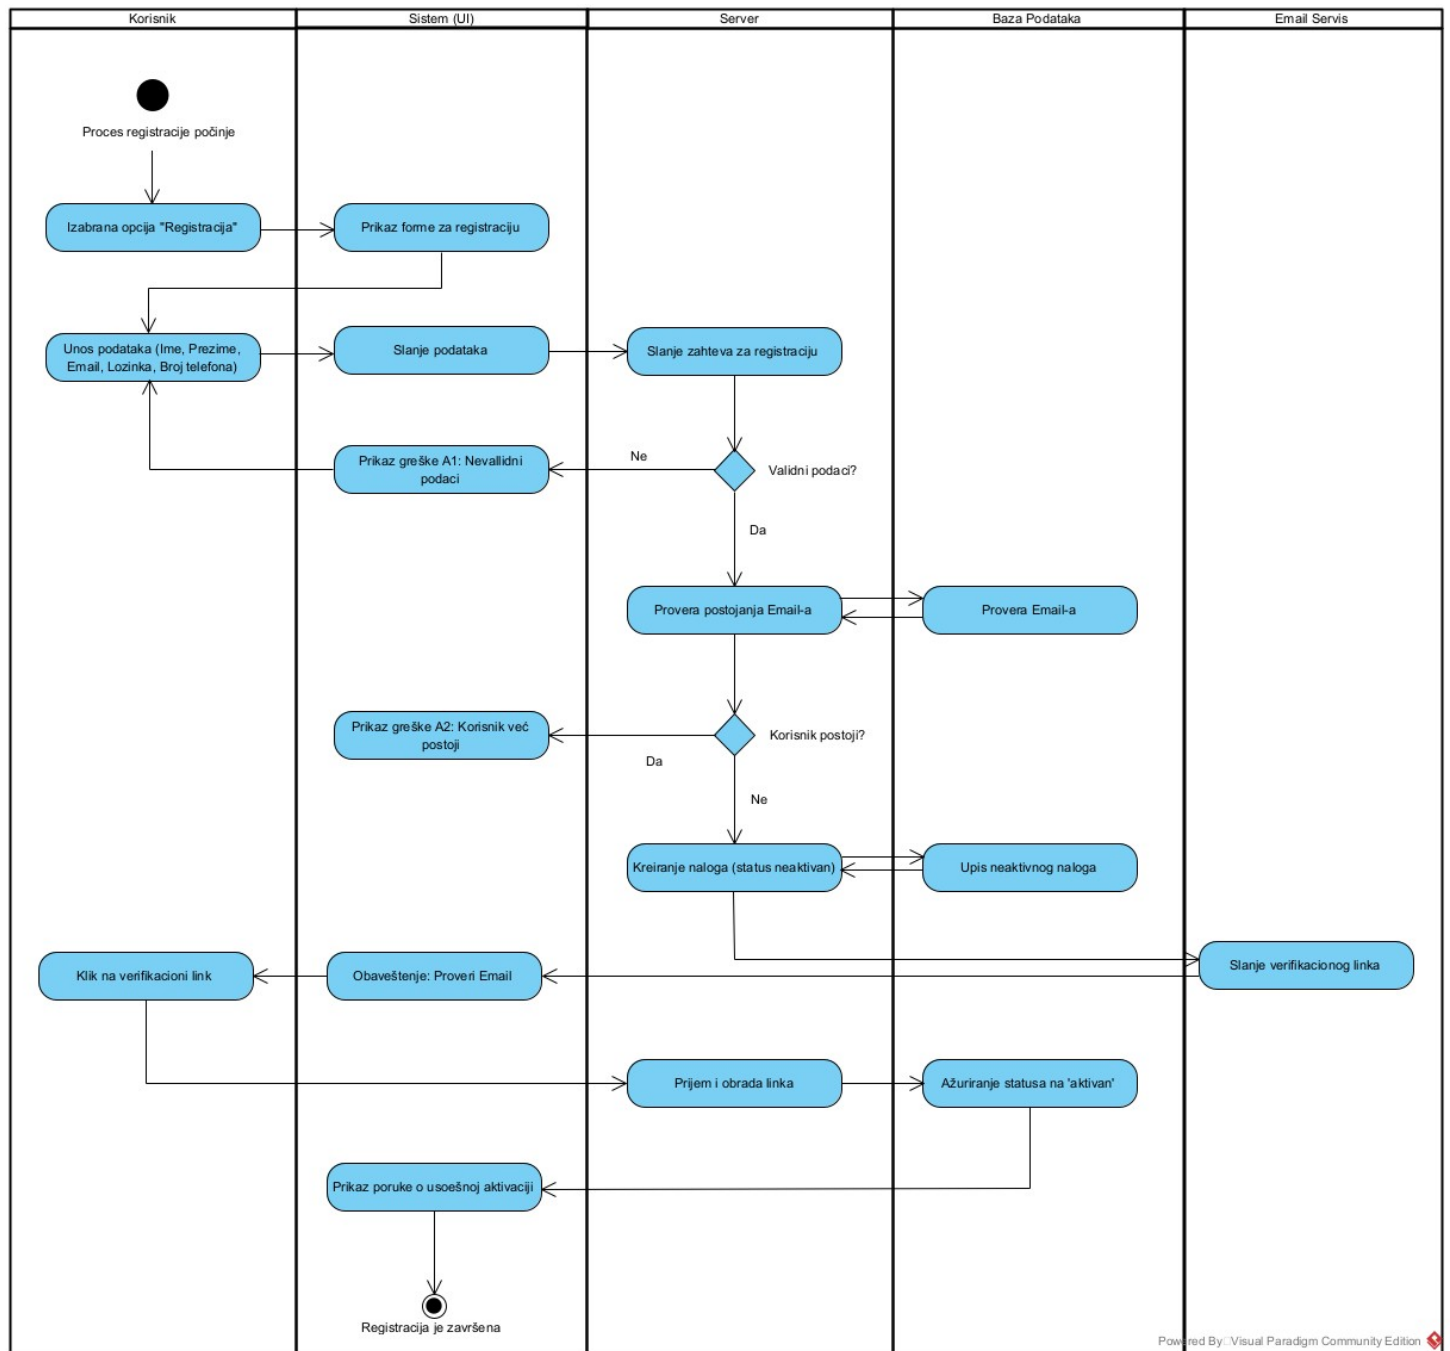 Korisnik
Sistem (UI)
Server
Baza Podataka
Email Servis
Proces registracije počinje
Izabrana opcija "Registracija"
Prikaz forme za registraciju
Unos podataka (Ime, Prezime,
Email, Lozinka, Broj telefona)
Slanje podataka
Slanje zahteva za registraciju
Prikaz greške A1: Nevallidni
podaci
Ne
Validni podaci?
Da
Provera postojanja Email-a
Provera Email-a
Prikaz greške A2: Korisnik već
postoji
Da
Korisnik postoji?
Ne
Kreiranje naloga (status neaktivan)
Upis neaktivnog naloga
Klik na verifikacioni link
Obaveštenje: Proveri Email
Slanje verifikacionog linka
Prijem i obrada linka
Ažuriranje statusa na 'aktivan'
Prikaz poruke o usoešnoj aktivaciji
Registracija je završena
Powered By Visual Paradigm Community Edition